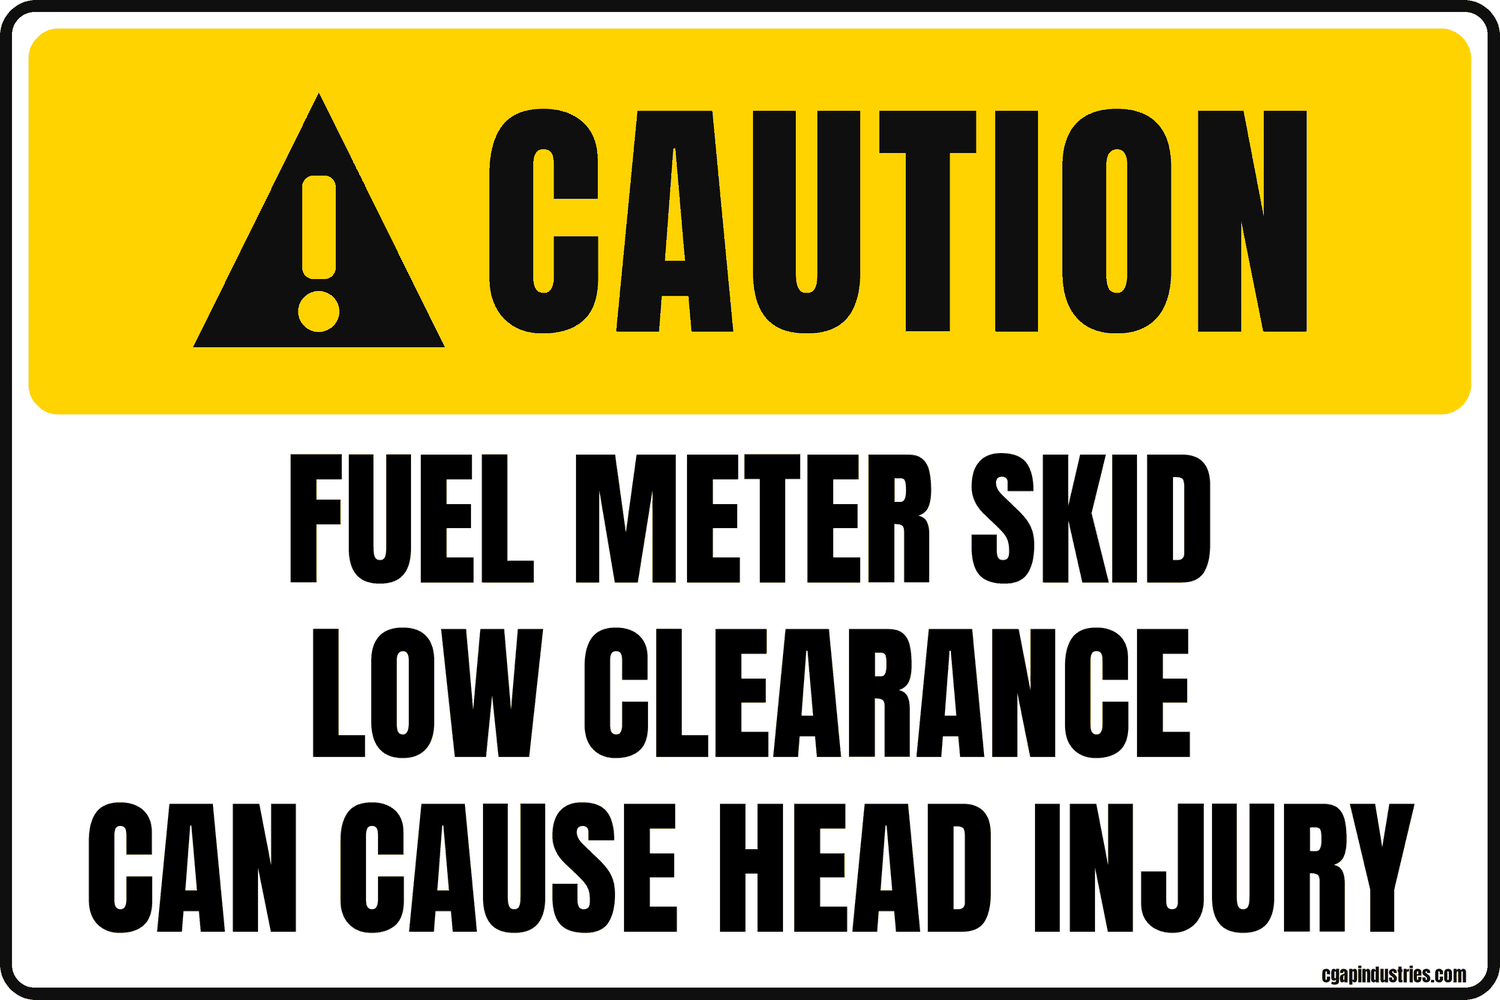 CAUTION
FUEL METER SKID
LOW CLEARANCE
CAN CAUSE HEAD INJURY
cgapindustries.com